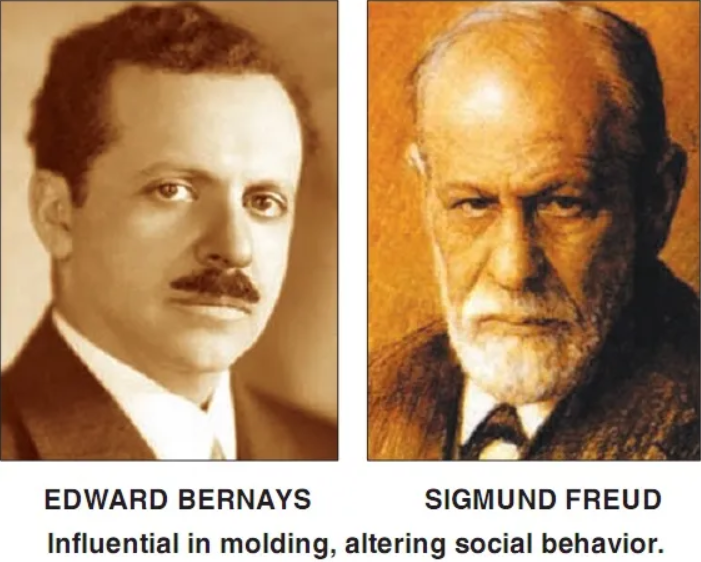 EDWARD BERNAYS SIGMUND FREUD
Influential in molding, altering social behavior.